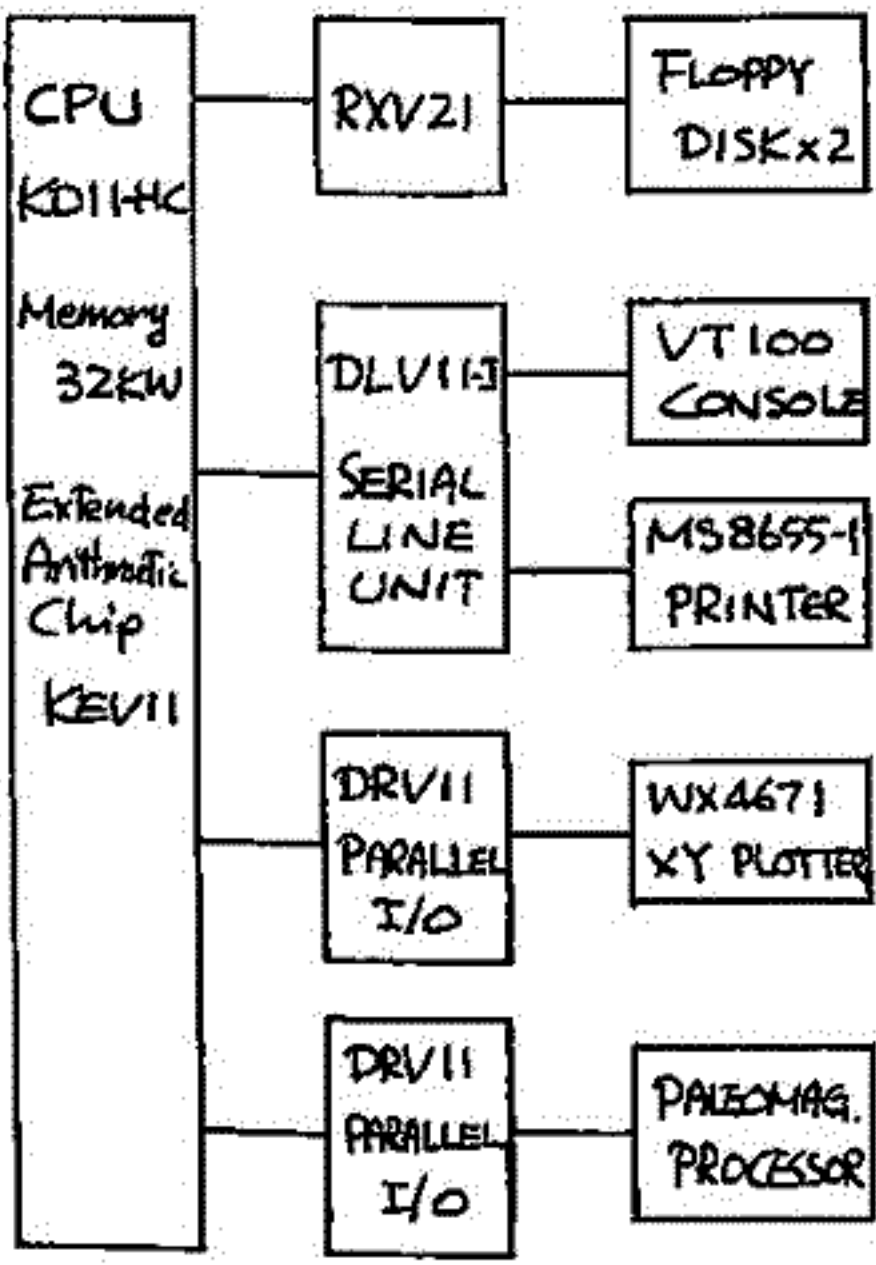 CPU
KD11-HC
Memory
32KW
Extended
Arithmetic
Chip
KEV11
RXV21
FLOPPY
DISKx2
DLV11-J
SERIAL
LINE
UNIT
VT100
CONSOLE
MS8655-1
PRINTER
DRV11
PARALLEL
I/O
WX4671
XY PLOTTER
DRV11
PARALLEL
I/O
PALEOMAG.
PROCESSOR